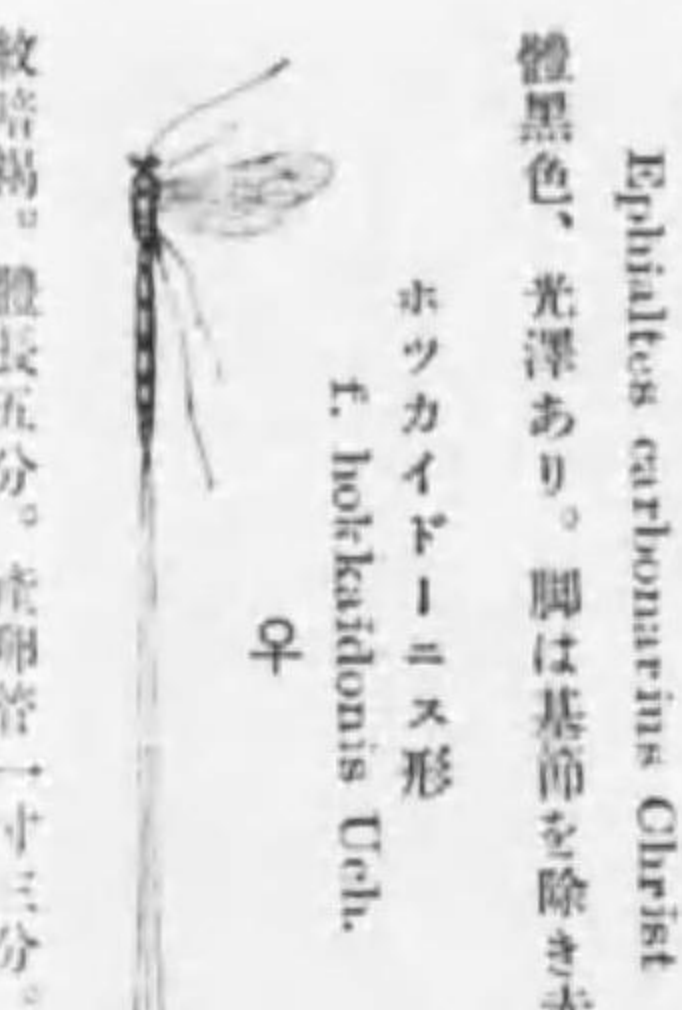 Ephialtes carbonarius Christ
體黑色、光澤あり。脚は基節を除き赤
ホツカイドーニス形
f. hokkaidonis Uch.
♀
紋暗褐。體長五分。產卵管一寸三分。